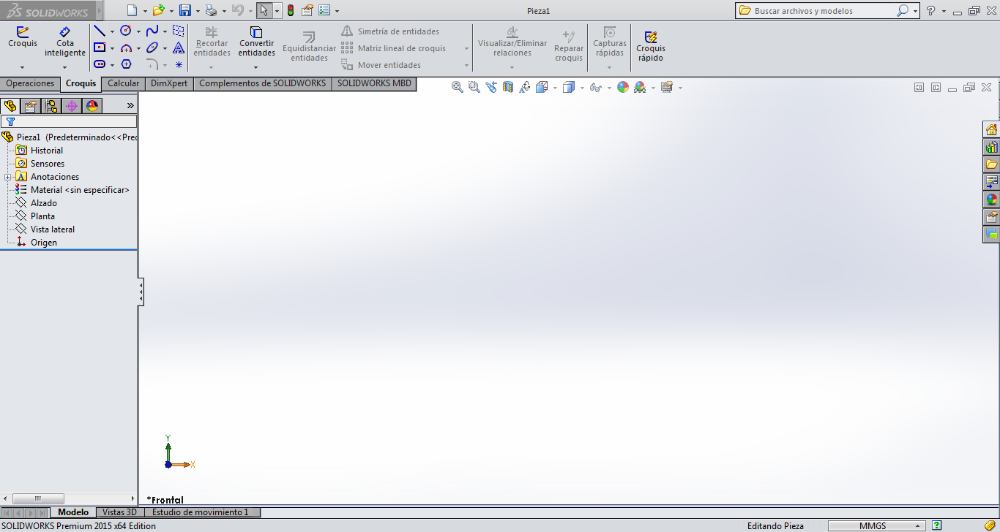 SOLIDWORKS
Pieza1
Buscar archivos y modelos
Croquis
Cota inteligente
Recortar entidades
Convertir entidades
Equidistanciar entidades
Simetría de entidades
Matriz lineal de croquis
Mover entidades
Visualizar/Eliminar relaciones
Reparar croquis
Capturas rápidas
Croquis rápido
Operaciones
Croquis
Calcular
DimXpert
Complementos de SOLIDWORKS
SOLIDWORKS MBD
Pieza1 (Predeterminado<<Prec
Historial
Sensores
Anotaciones
Material <sin especificar>
Alzado
Planta
Vista lateral
Origen
Y
X
*Frontal
Modelo
Vistas 3D
Estudio de movimiento 1
SOLIDWORKS Premium 2015 x64 Edition
Editando Pieza
MMGS